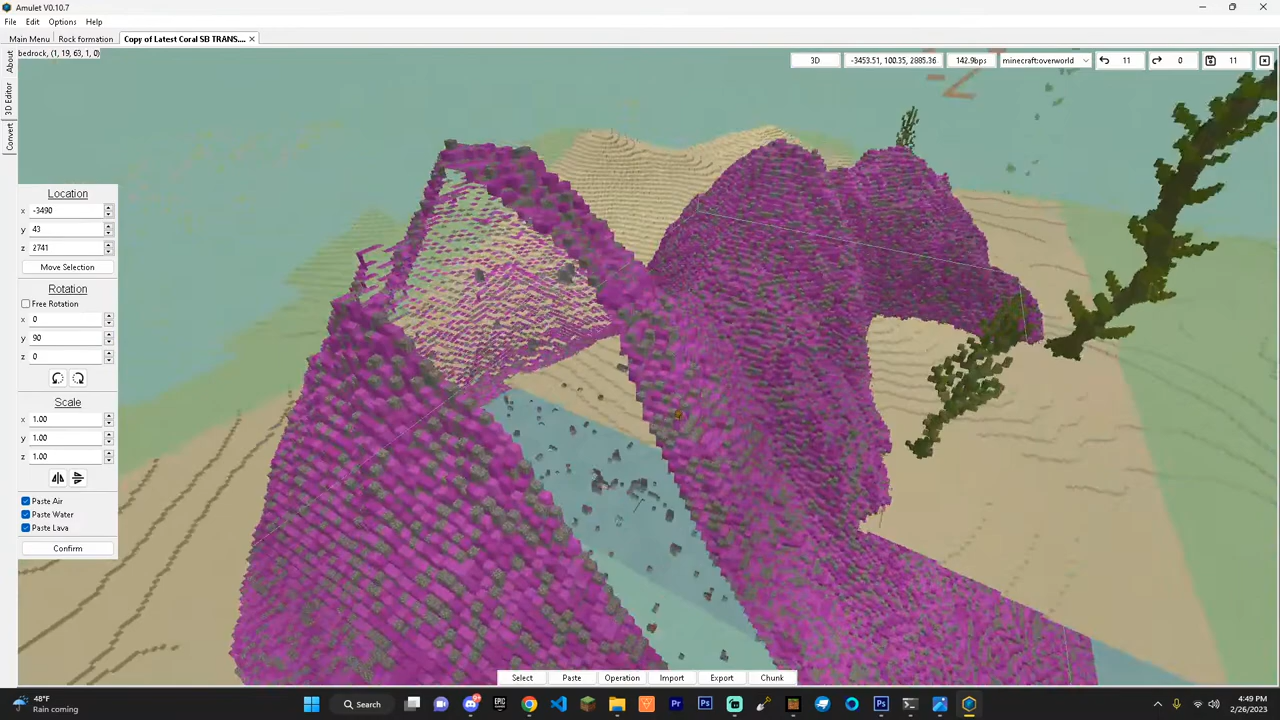 Amulet V0.10.7
File Edit Options Help
Main Menu Rock formation Copy of Latest Coral SB TRANS....
bedrock, (1, 19, 63, 1, 0)
3D -3453.51, 100.35, 2885.36 142.9bps minecraft:overworld 11 0 11
About
3D Editor
Convert
Location
x -3490
y 43
z 2741
Move Selection
Rotation
Free Rotation
x 0
y 90
z 0
Scale
x 1.00
y 1.00
z 1.00
Paste Air
Paste Water
Paste Lava
Confirm
Select Paste Operation Import Export Chunk
48°F
Rain coming
Search
4:49 PM
2/26/2023